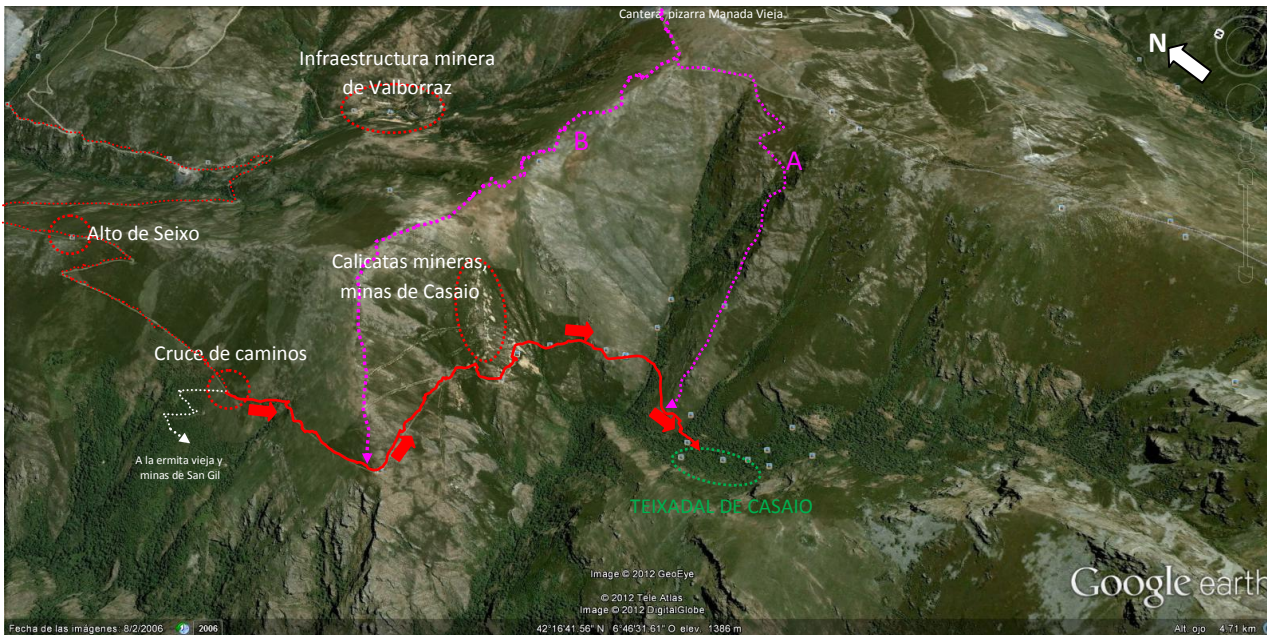 Cantera pizarra Manada Vieja.
N
Infraestructura minera
de Valborraz
B
A
Alto de Seixo
Calicatas mineras,
minas de Casaio
Cruce de caminos
A la ermita vieja y
minas de San Gil
TEIXADAL DE CASAIO
Image © 2012 GeoEye
© 2012 Tele Atlas
Image © 2012 DigitalGlobe
Google earth
Fecha de las imágenes: 8/2/2006 2006 42°16'41.56" N 6°46'31.61" O elev. 1386 m Alt. ojo 4.71 km